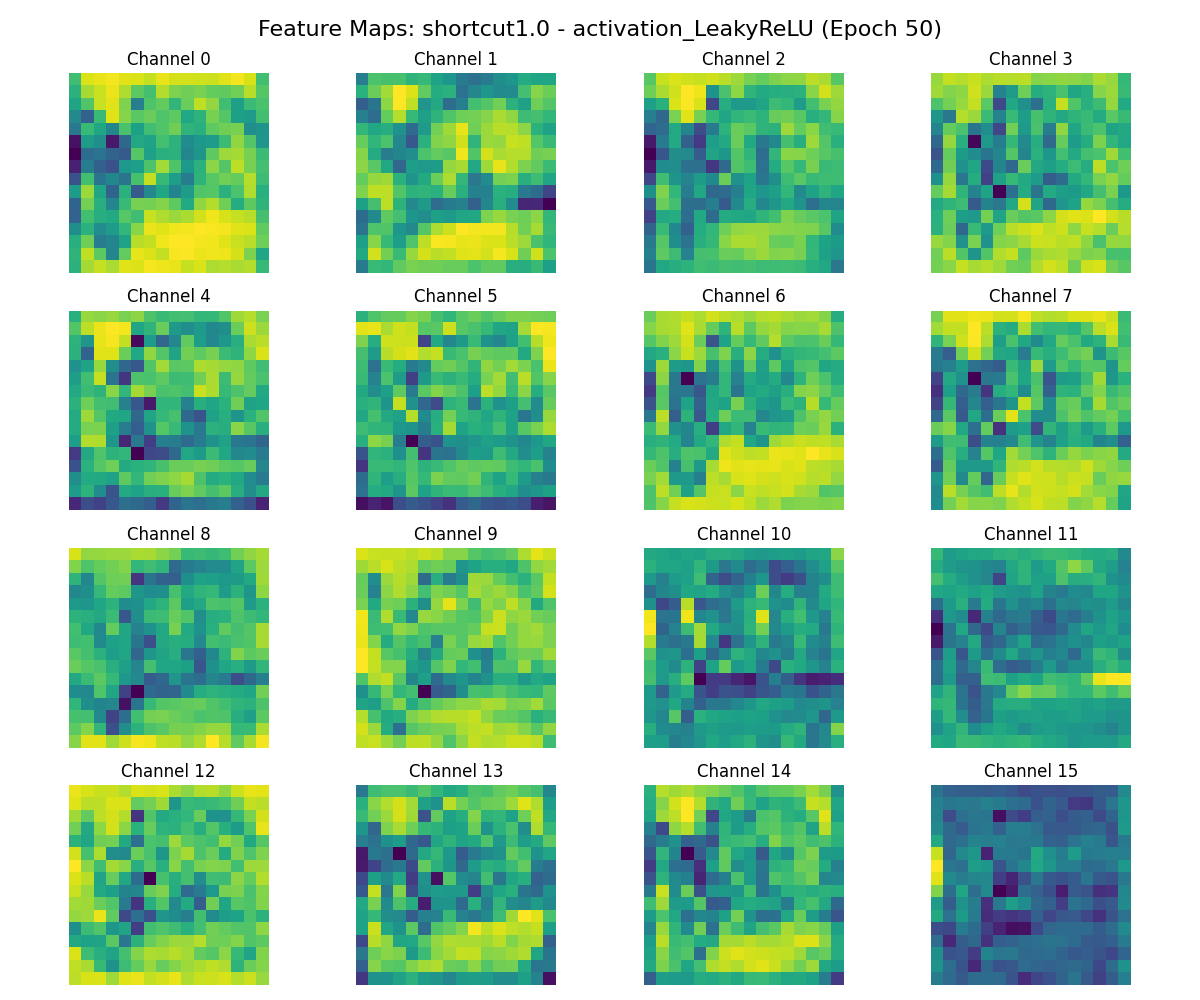 Feature Maps: shortcut1.0 - activation_LeakyReLU (Epoch 50)
Channel 0
Channel 1
Channel 2
Channel 3
Channel 4
Channel 5
Channel 6
Channel 7
Channel 8
Channel 9
Channel 10
Channel 11
Channel 12
Channel 13
Channel 14
Channel 15